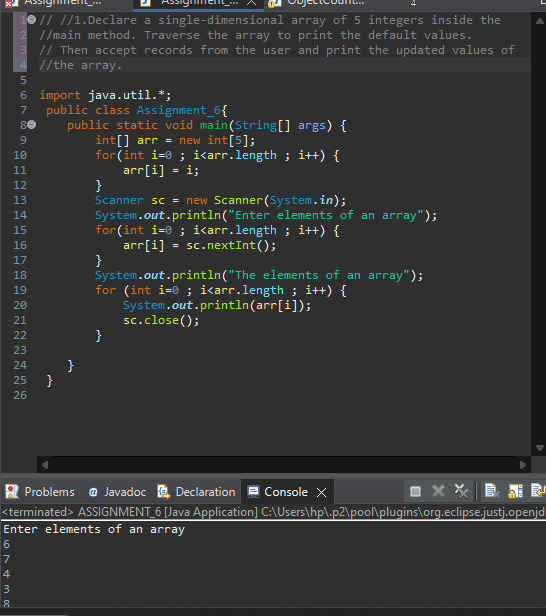 Assignment_...
Assignment_...
ObjectCount...
4
1 // //1.Declare a single-dimensional array of 5 integers inside the
2 //main method. Traverse the array to print the default values.
3 // Then accept records from the user and print the updated values of
4 //the array.
5
6 import java.util.*;
7 public class Assignment_6{
8 public static void main(String[] args) {
9 int[] arr = new int[5];
10 for(int i=0 ; i<arr.length ; i++) {
11 arr[i] = i;
12 }
13 Scanner sc = new Scanner(System.in);
14 System.out.println("Enter elements of an array");
15 for(int i=0 ; i<arr.length ; i++) {
16 arr[i] = sc.nextInt();
17 }
18 System.out.println("The elements of an array");
19 for (int i=0 ; i<arr.length ; i++) {
20 System.out.println(arr[i]);
21 sc.close();
22 }
23
24 }
25 }
26
Problems @ Javadoc Declaration Console
<terminated> ASSIGNMENT_6 [Java Application] C:\Users\hp\.p2\pool\plugins\org.eclipse.justj.openjd
Enter elements of an array
6
7
4
3
8